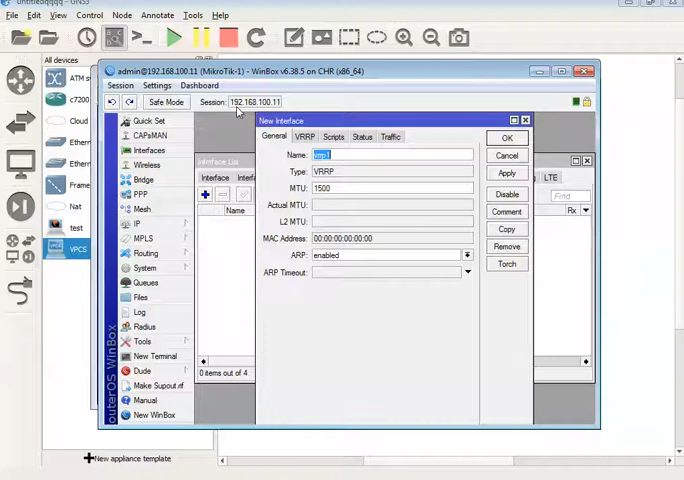 untitledqqqq - GNS3
File Edit View Control Node Annotate Tools Help
All devices
ATM s
c7200
Cloud
Ether
Ether
Frame
Nat
test
VPCS
New appliance template
admin@192.168.100.11 (MikroTik-1) - WinBox v6.38.5 on CHR (x86_64)
Session Settings Dashboard
Safe Mode Session: 192.168.100.11
Quick Set
CAPsMAN
Interfaces
Wireless
Bridge
PPP
Mesh
IP
MPLS
Routing
System
Queues
Files
Log
Radius
Tools
New Terminal
Dude
Make Supout.rif
Manual
New WinBox
outerOS WinBox
Interface List
Interface Interfa
LTE
Find
Name
Rx
0 items out of 4
New Interface
General VRRP Scripts Status Traffic
Name: vrrp1
Type: VRRP
MTU: 1500
Actual MTU:
L2 MTU:
MAC Address: 00:00:00:00:00:00
ARP: enabled
ARP Timeout:
OK
Cancel
Apply
Disable
Comment
Copy
Remove
Torch